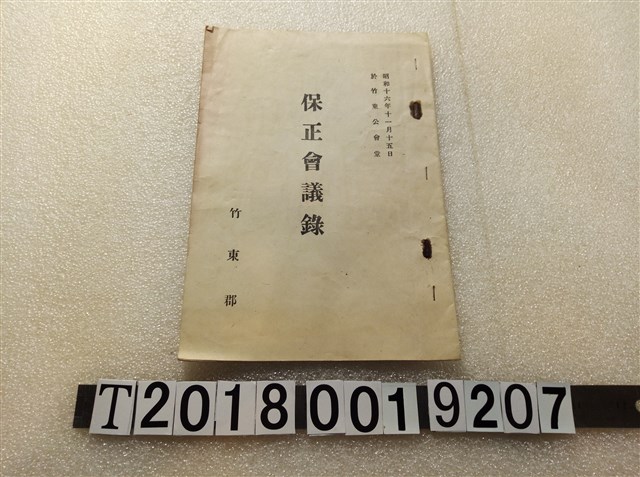 昭和十六年十一月十五日
於竹東公會堂
保正會議錄
竹東郡
T20180019207